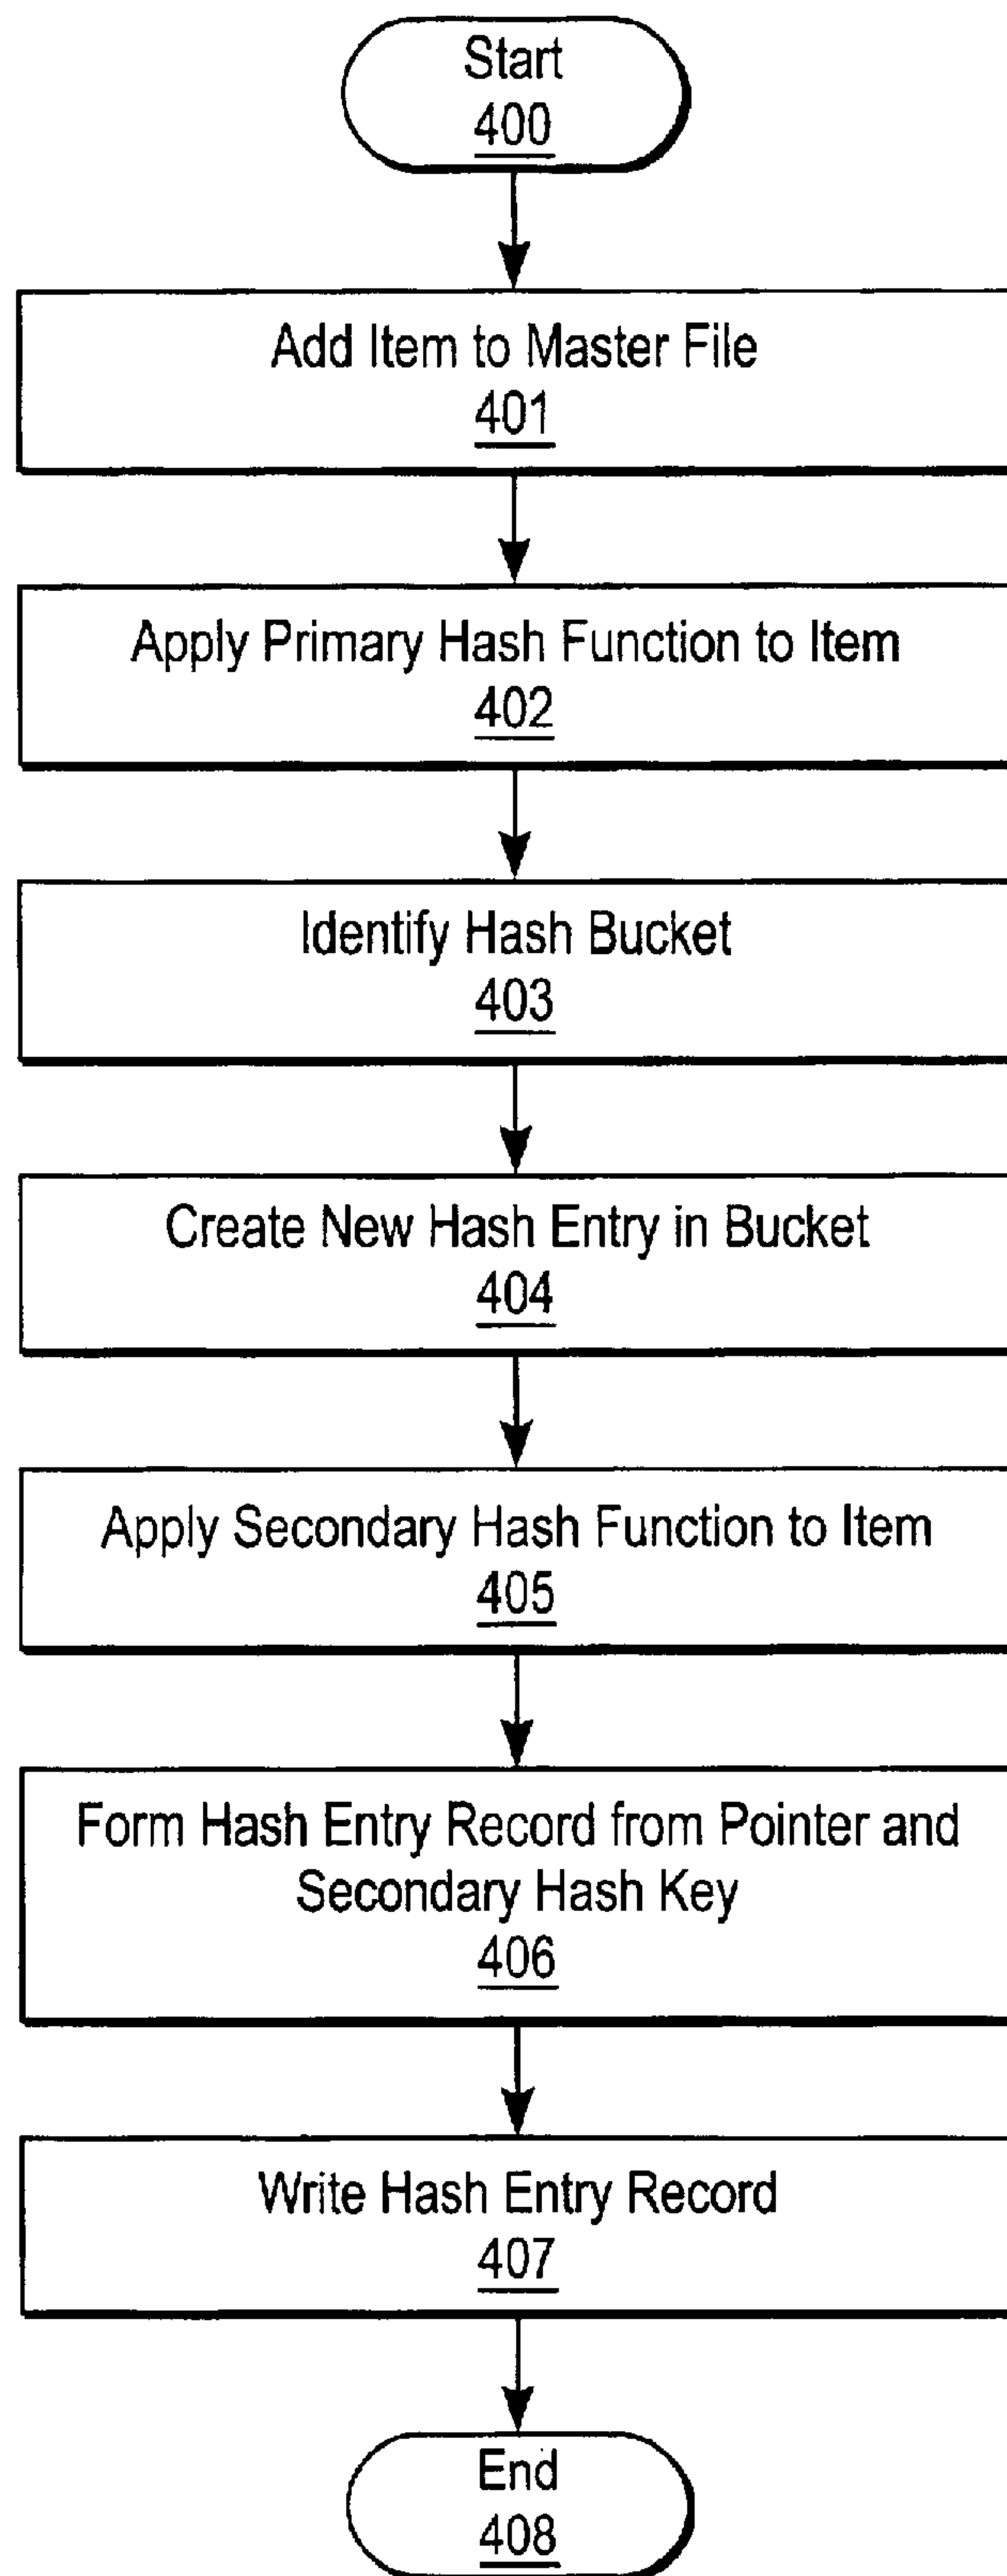 Start
400
Add Item to Master File
401
Apply Primary Hash Function to Item
402
Identify Hash Bucket
403
Create New Hash Entry in Bucket
404
Apply Secondary Hash Function to Item
405
Form Hash Entry Record from Pointer and
Secondary Hash Key
406
Write Hash Entry Record
407
End
408